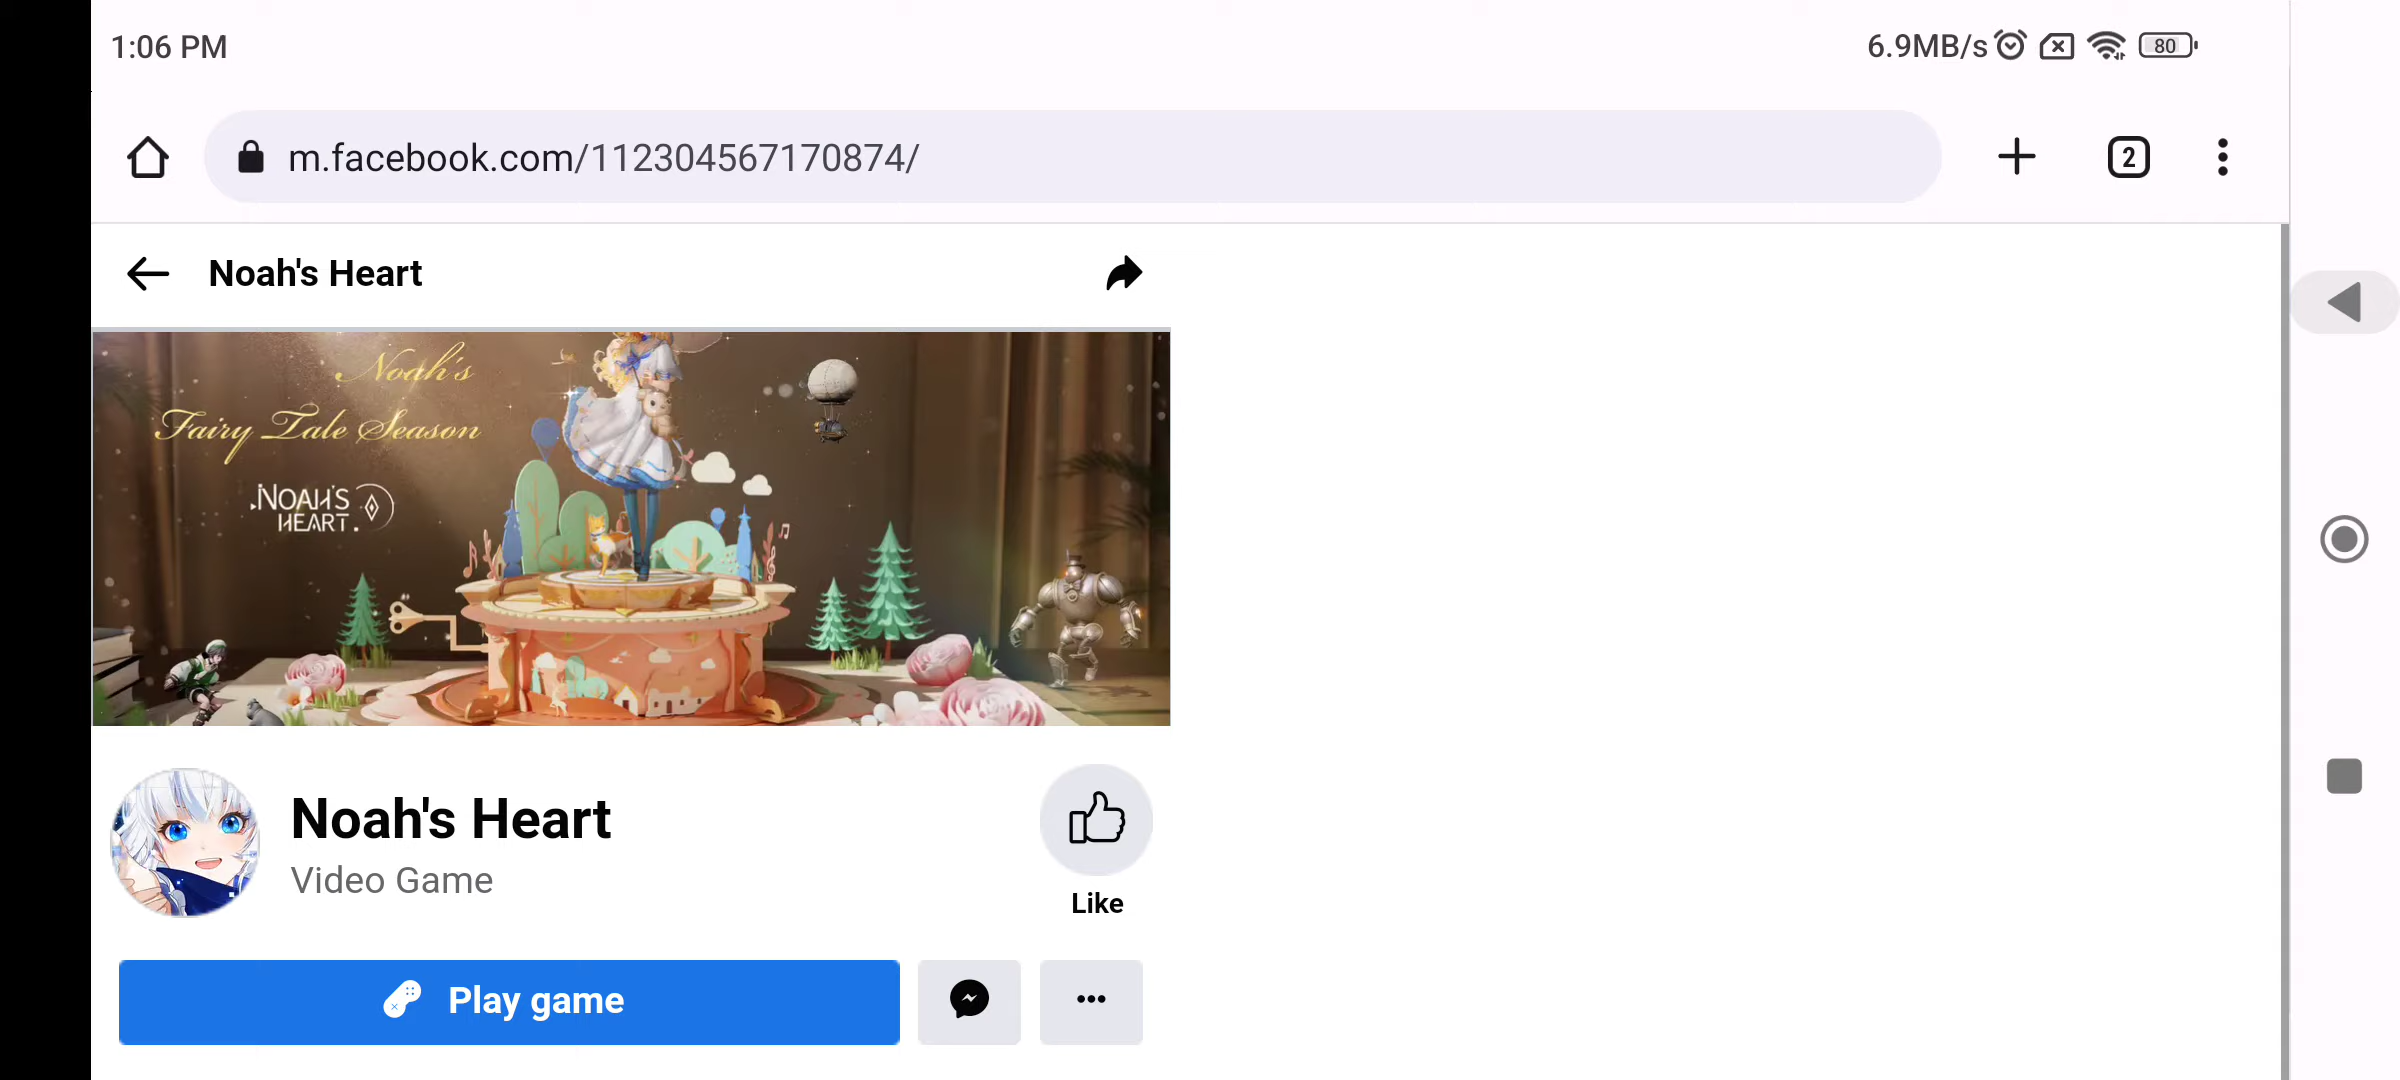 1:06 PM
6.9MB/s
80
m.facebook.com/112304567170874/
2
Noah's Heart
Noah's
Fairy Tale Season
NOAH'S
HEART
Noah's Heart
Video Game
Like
Play game